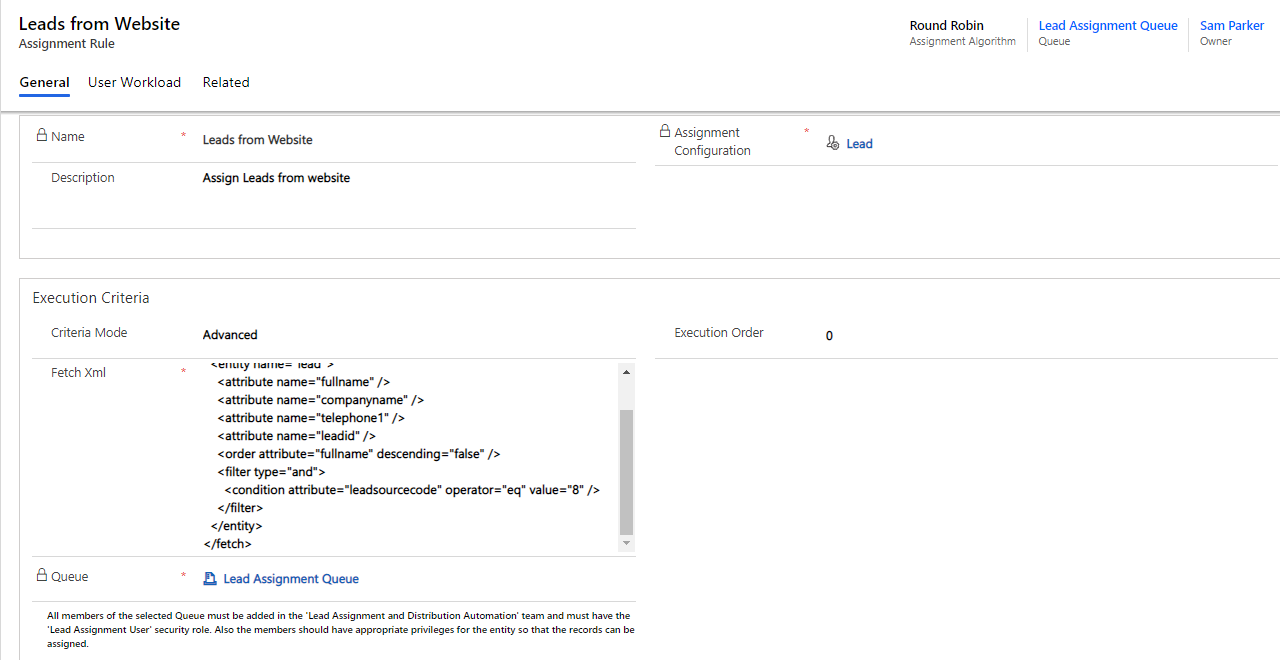 Leads from Website
Assignment Rule
Round Robin
Assignment Algorithm
Lead Assignment Queue
Queue
Sam Parker
Owner
General User Workload Related
Name * Leads from Website
Assignment
Configuration * Lead
Description Assign Leads from website
Execution Criteria
Criteria Mode Advanced
Execution Order 0
Fetch Xml *
<entity name="lead">
<attribute name="fullname" />
<attribute name="companyname" />
<attribute name="telephone1" />
<attribute name="leadid" />
<order attribute="fullname" descending="false" />
<filter type="and">
<condition attribute="leadsourcecode" operator="eq" value="8" />
</filter>
</entity>
</fetch>
Queue * Lead Assignment Queue
All members of the selected Queue must be added in the 'Lead Assignment and Distribution Automation' team and must have the
'Lead Assignment User' security role. Also the members should have appropriate privileges for the entity so that the records can be
assigned.